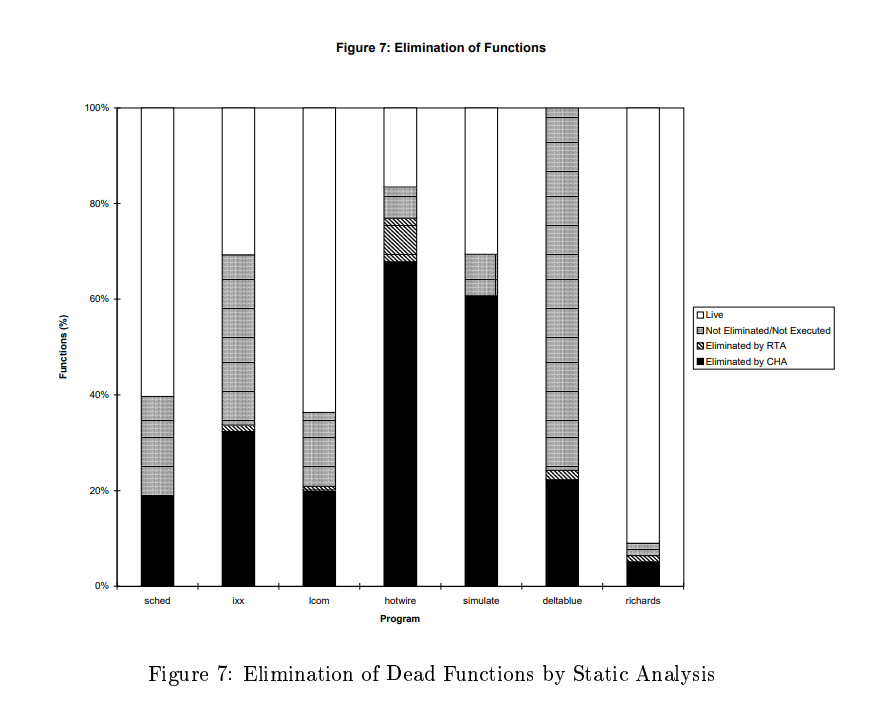 Figure 7: Elimination of Functions
100%
80%
60%
40%
20%
0%
Functions (%)
sched ixx lcom hotwire simulate deltablue richards
Program
Live
Not Eliminated/Not Executed
Eliminated by RTA
Eliminated by CHA
Figure 7: Elimination of Dead Functions by Static Analysis